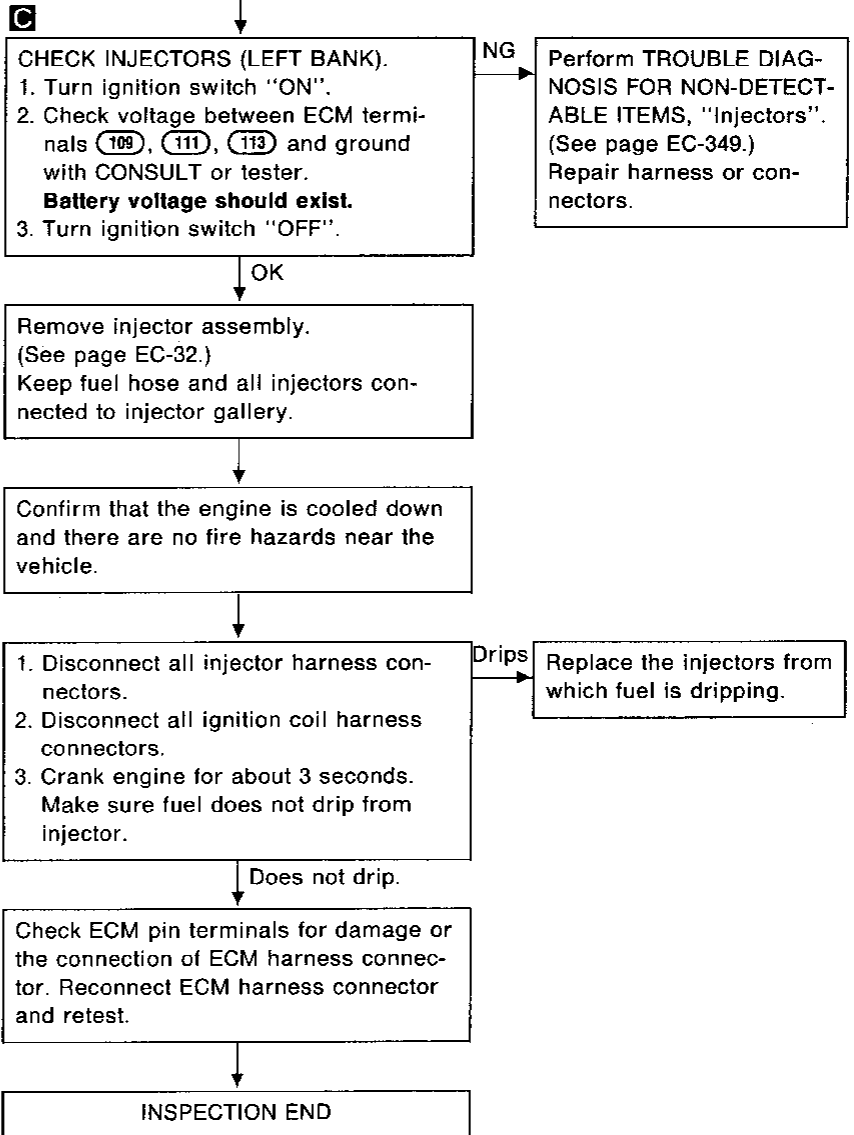 C
CHECK INJECTORS (LEFT BANK).
1. Turn ignition switch "ON".
2. Check voltage between ECM termi-
nals 109, 111, 113 and ground
with CONSULT or tester.
Battery voltage should exist.
3. Turn ignition switch "OFF".
NG
Perform TROUBLE DIAG-
NOSIS FOR NON-DETECT-
ABLE ITEMS, "Injectors".
(See page EC-349.)
Repair harness or con-
nectors.
OK
Remove injector assembly.
(See page EC-32.)
Keep fuel hose and all injectors con-
nected to injector gallery.
Confirm that the engine is cooled down
and there are no fire hazards near the
vehicle.
1. Disconnect all injector harness con-
nectors.
2. Disconnect all ignition coil harness
connectors.
3. Crank engine for about 3 seconds.
Make sure fuel does not drip from
injector.
Drips
Replace the injectors from
which fuel is dripping.
Does not drip.
Check ECM pin terminals for damage or
the connection of ECM harness connec-
tor. Reconnect ECM harness connector
and retest.
INSPECTION END